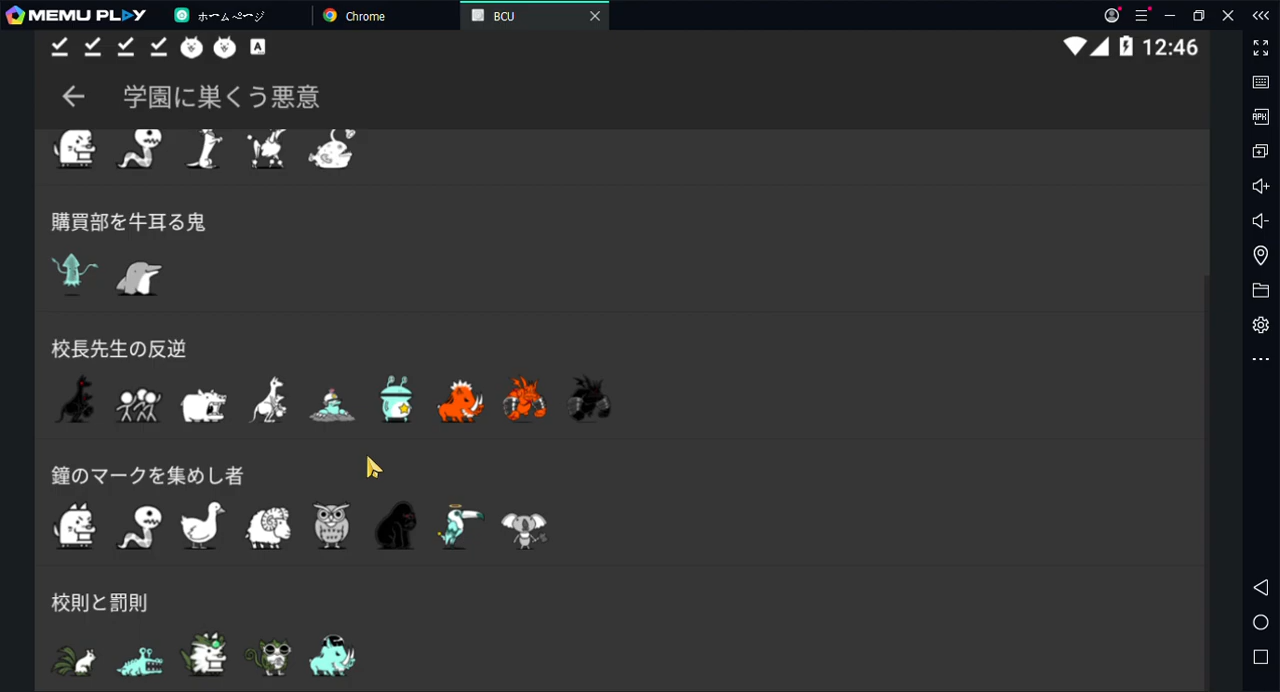 MEMU PLAY
ホームページ
Chrome
BCU
A
12:46
学園に巣くう悪意
購買部を牛耳る鬼
校長先生の反逆
鐘のマークを集めし者
校則と罰則
APK